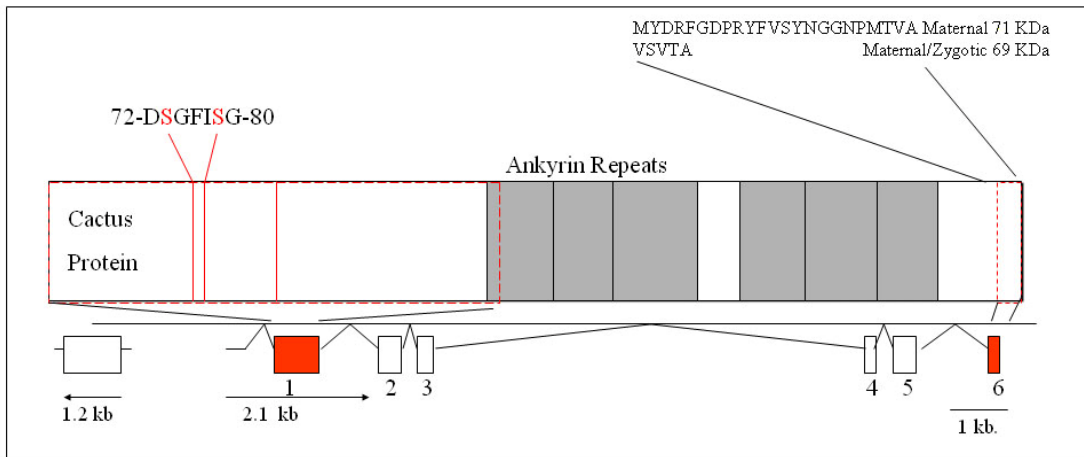 MYDRFGDPRYFVSYNGGNPMTVA Maternal 71 KDa
VSVTA Maternal/Zygotic 69 KDa
72-DSGFISG-80
Ankyrin Repeats
Cactus
Protein
1 2 3 4 5 6
1.2 kb 2.1 kb 1 kb.